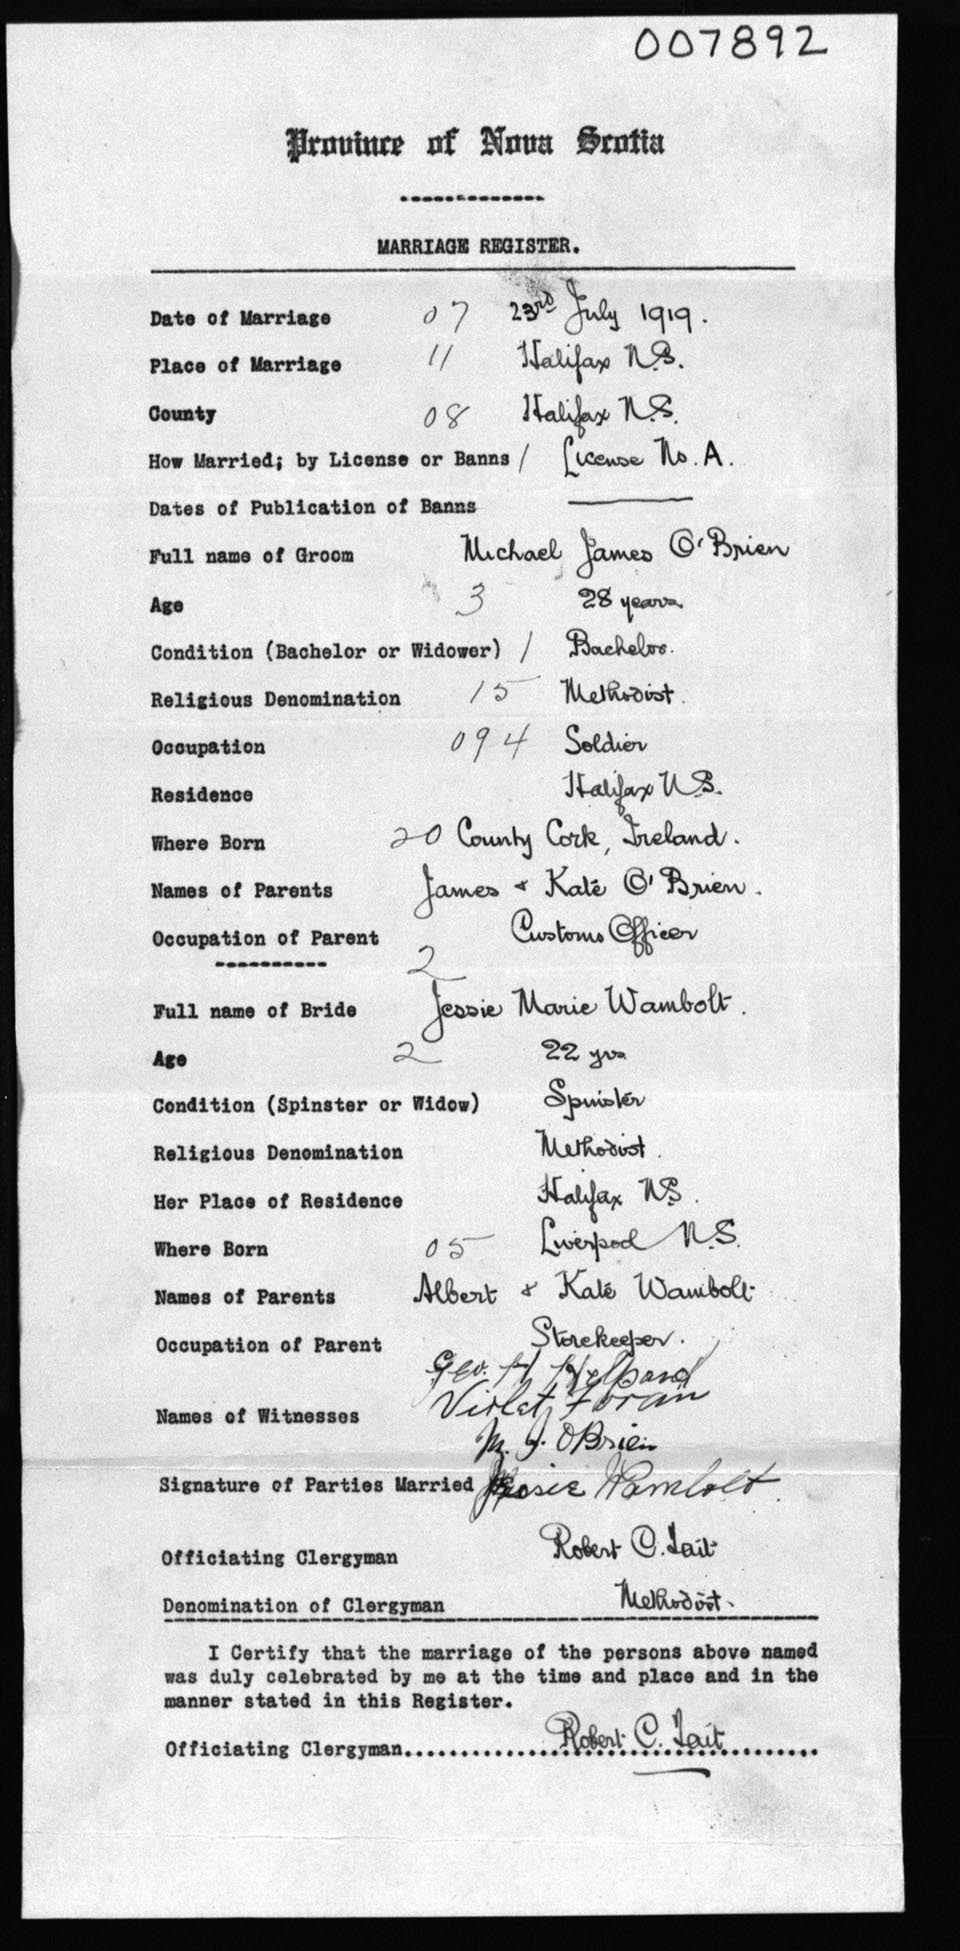 007892
Province of Nova Scotia
MARRIAGE REGISTER.
Date of Marriage 07 23rd July 1919.
Place of Marriage 11 Halifax N.S.
County 08 Halifax N.S.
How Married; by License or Banns / License No. A.
Dates of Publication of Banns ———
Full name of Groom Michael James O'Brien
Age 3 28 years
Condition (Bachelor or Widower) / Bachelor.
Religious Denomination 15 Methodist.
Occupation 094 Soldier
Residence Halifax N.S.
Where Born 20 County Cork, Ireland.
Names of Parents James & Kate O'Brien.
Occupation of Parent Customs Officer
2
Full name of Bride Jessie Marie Wambolt.
Age 2 22 yrs
Condition (Spinster or Widow) Spinster
Religious Denomination Methodist.
Her Place of Residence Halifax NS.
Where Born 05 Liverpool N.S.
Names of Parents Albert & Kate Wambolt
Occupation of Parent Storekeeper.
Geo. H
Names of Witnesses Violet Foran
M. J. O'Brien
Signature of Parties Married Jessie Wambolt
Officiating Clergyman Robert C. Tait
Denomination of Clergyman Methodist.
I Certify that the marriage of the persons above named
was duly celebrated by me at the time and place and in the
manner stated in this Register.
Officiating Clergyman.................................. Robert C. Tait